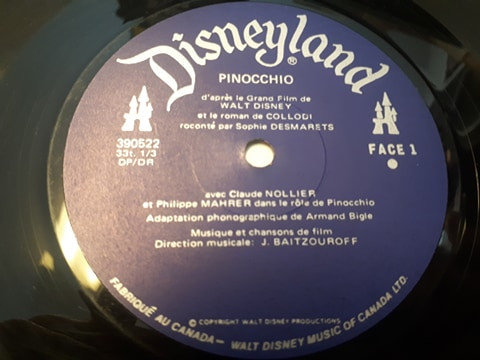 Disneyland®
PINOCCHIO
d'après le Grand Film de
WALT DISNEY
et le roman de COLLODI
raconté par Sophie DESMARETS
390522
33t. 1/3
DP/DR
FACE 1
avec Claude NOLLIER
et Philippe MAHRER dans le rôle de Pinocchio
Adaptation phonographique de Armand Bigle
Musique et chansons de film
Direction musicale: J. BAITZOUROFF
© COPYRIGHT WALT DISNEY PRODUCTIONS
FABRIQUÉ AU CANADA - WALT DISNEY MUSIC OF CANADA LTD.